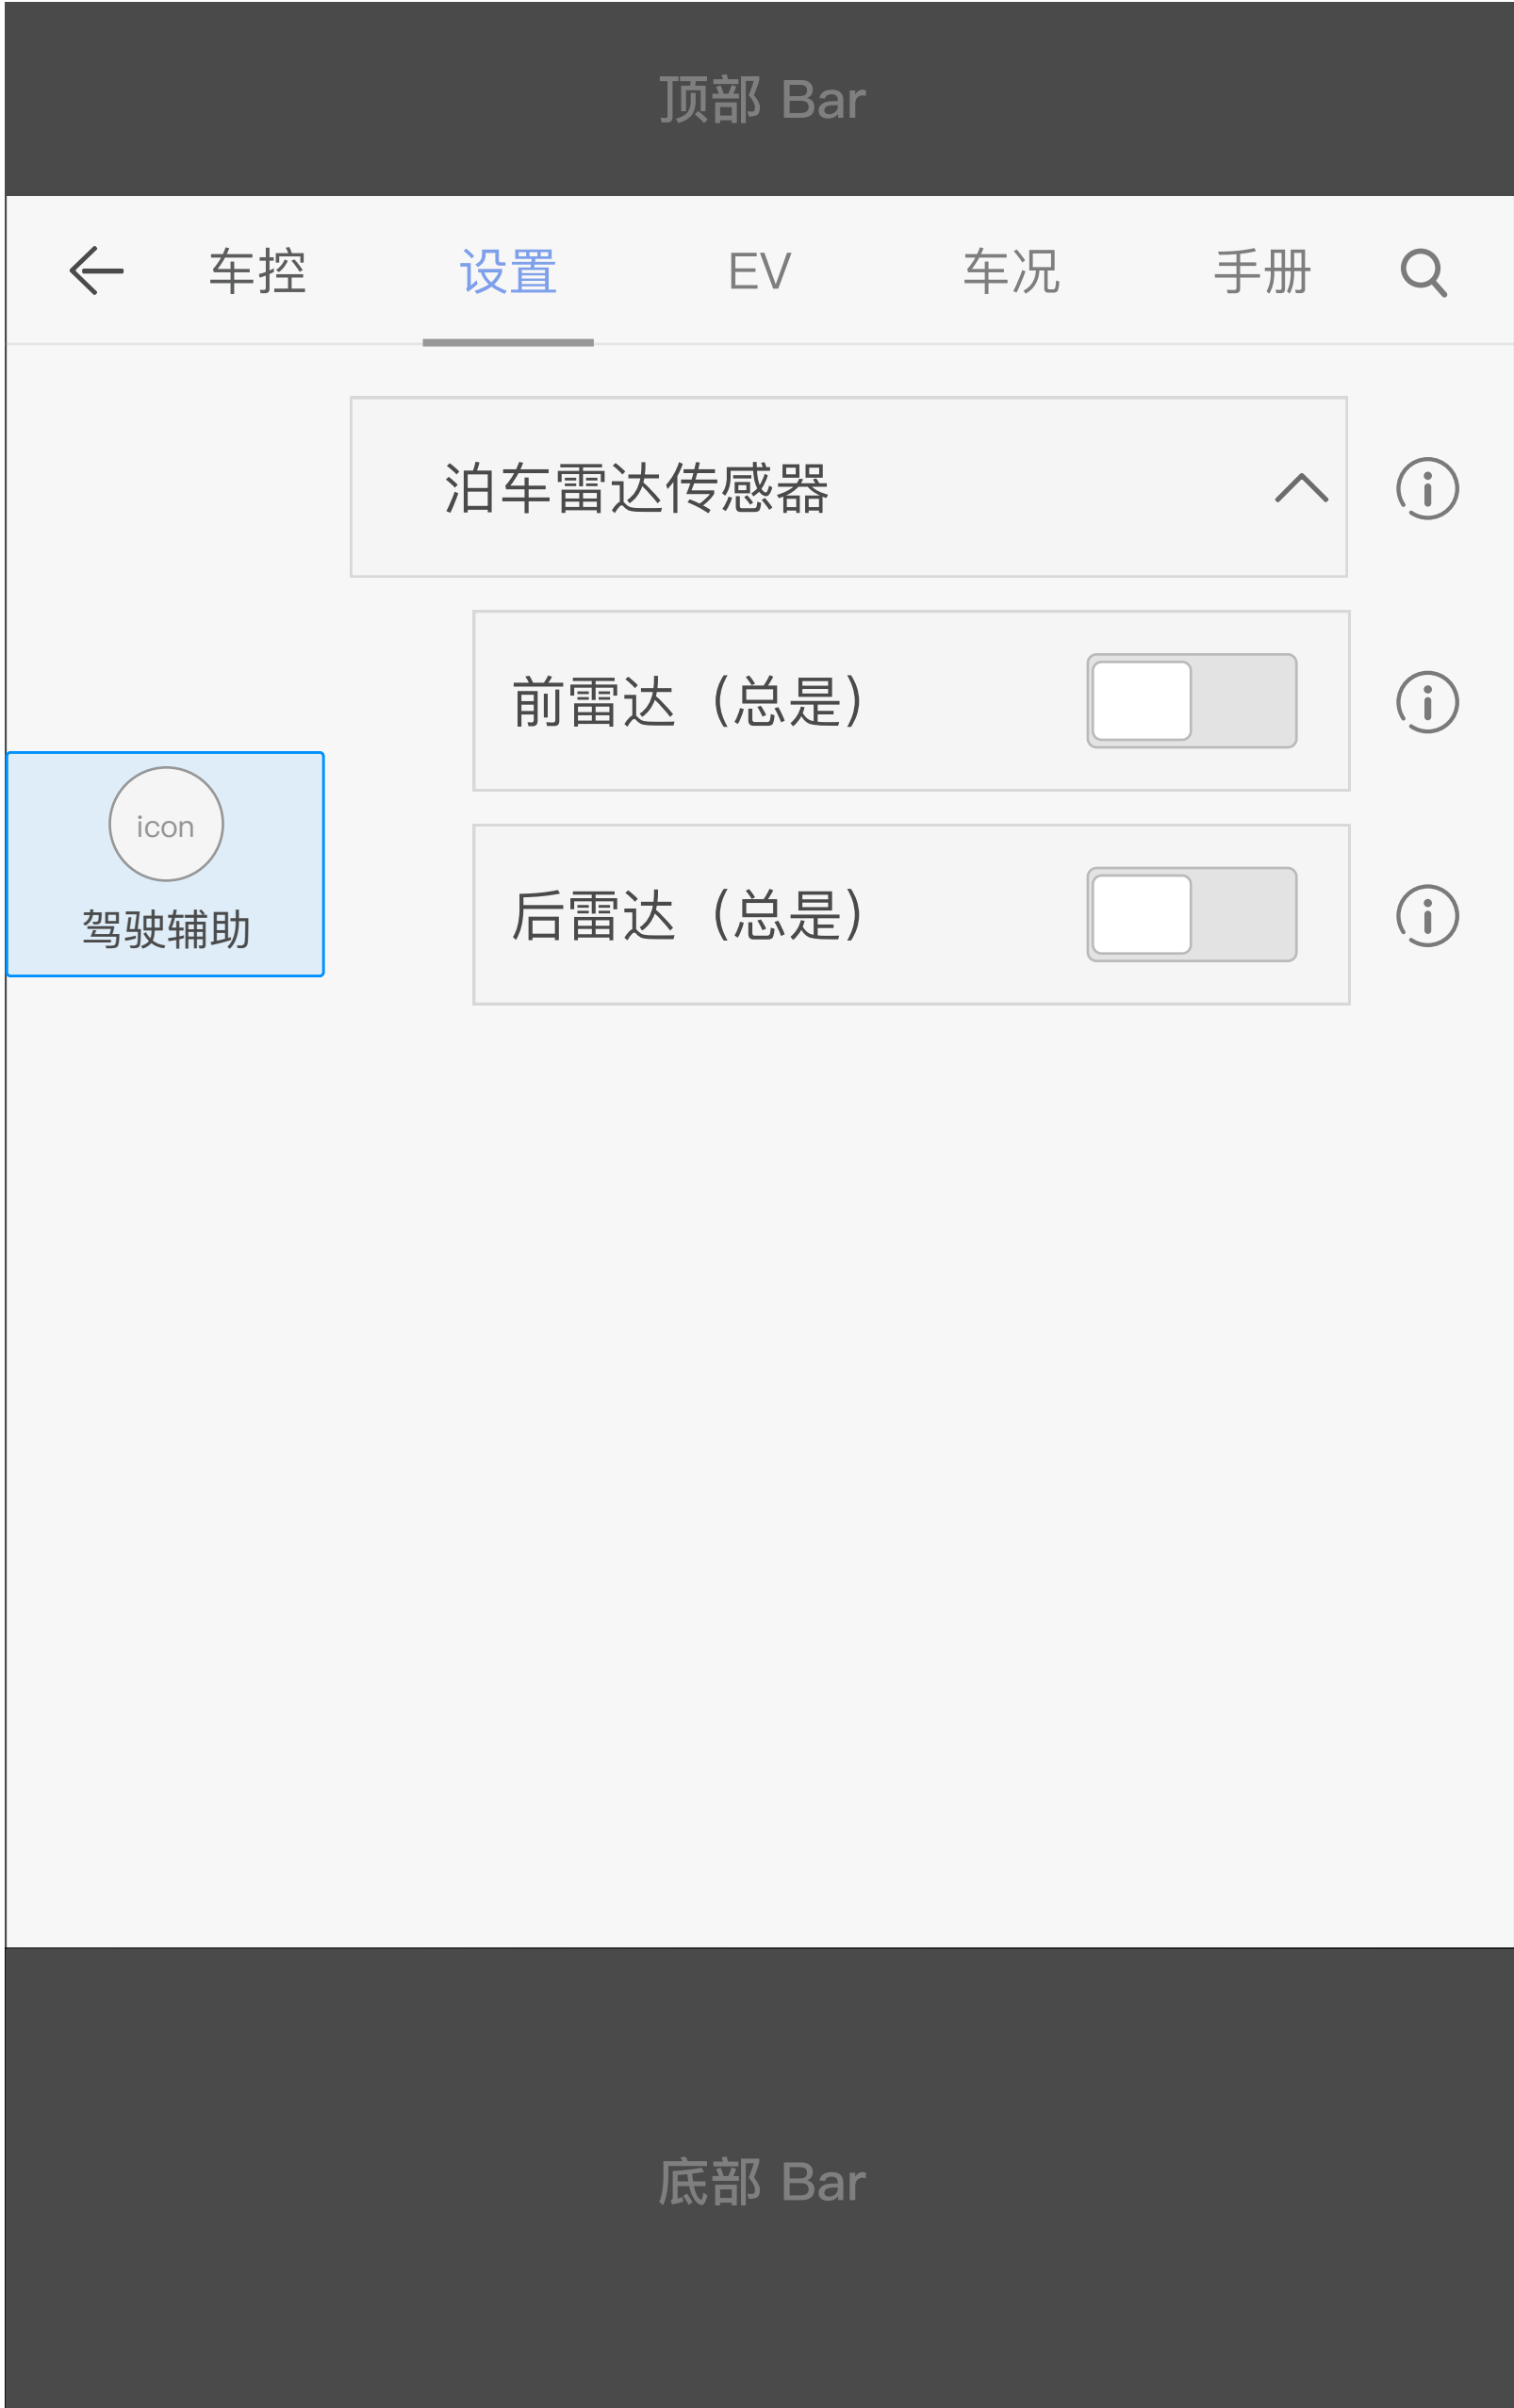 顶部 Bar
车控 设置 EV 车况 手册
泊车雷达传感器
前雷达（总是）
icon
驾驶辅助
后雷达（总是）
底部 Bar